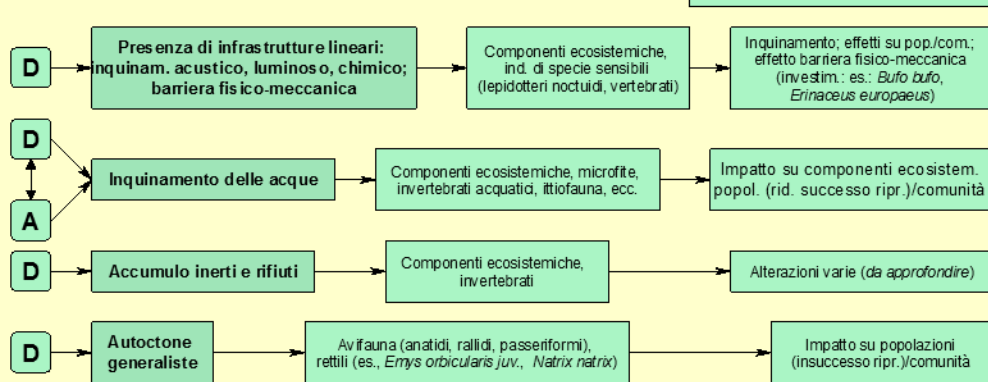 D
Presenza di infrastrutture lineari:
inquinam. acustico, luminoso, chimico;
barriera fisico-meccanica
Componenti ecosistemiche,
ind. di specie sensibili
(lepidotteri noctuidi, vertebrati)
Inquinamento; effetti su pop./com.;
effetto barriera fisico-meccanica
(investim.: es.: Bufo bufo,
Erinaceus europaeus)
D
A
Inquinamento delle acque
Componenti ecosistemiche, microfite,
invertebrati acquatici, ittiofauna, ecc.
Impatto su componenti ecosistem.
popol. (rid. successo ripr.)/comunità
D
Accumulo inerti e rifiuti
Componenti ecosistemiche,
invertebrati
Alterazioni varie (da approfondire)
D
Autoctone
generaliste
Avifauna (anatidi, rallidi, passeriformi),
rettili (es., Emys orbicularis juv., Natrix natrix)
Impatto su popolazioni
(insuccesso ripr.)/comunità